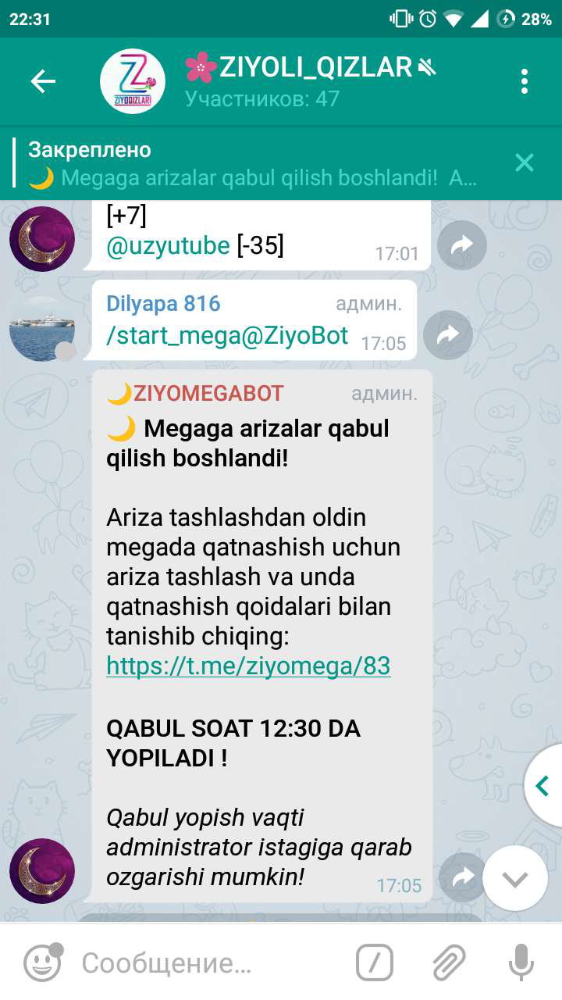 22:31
28%
ZIYOLI_QIZLAR
Участников: 47
Z
ZIYOQIZLARI
Закреплено
🌙 Megaga arizalar qabul qilish boshlandi! A...
[+7]
@uzyutube [-35]
17:01
Dilyapa 816
админ.
/start_mega@ZiyoBot
17:05
🌙ZIYOMEGABOT
админ.
🌙 Megaga arizalar qabul
qilish boshlandi!
Ariza tashlashdan oldin
megada qatnashish uchun
ariza tashlash va unda
qatnashish qoidalari bilan
tanishib chiqing:
https://t.me/ziyomega/83
QABUL SOAT 12:30 DA
YOPILADI !
Qabul yopish vaqti
administrator istagiga qarab
ozgarishi mumkin!
17:05
Сообщение...